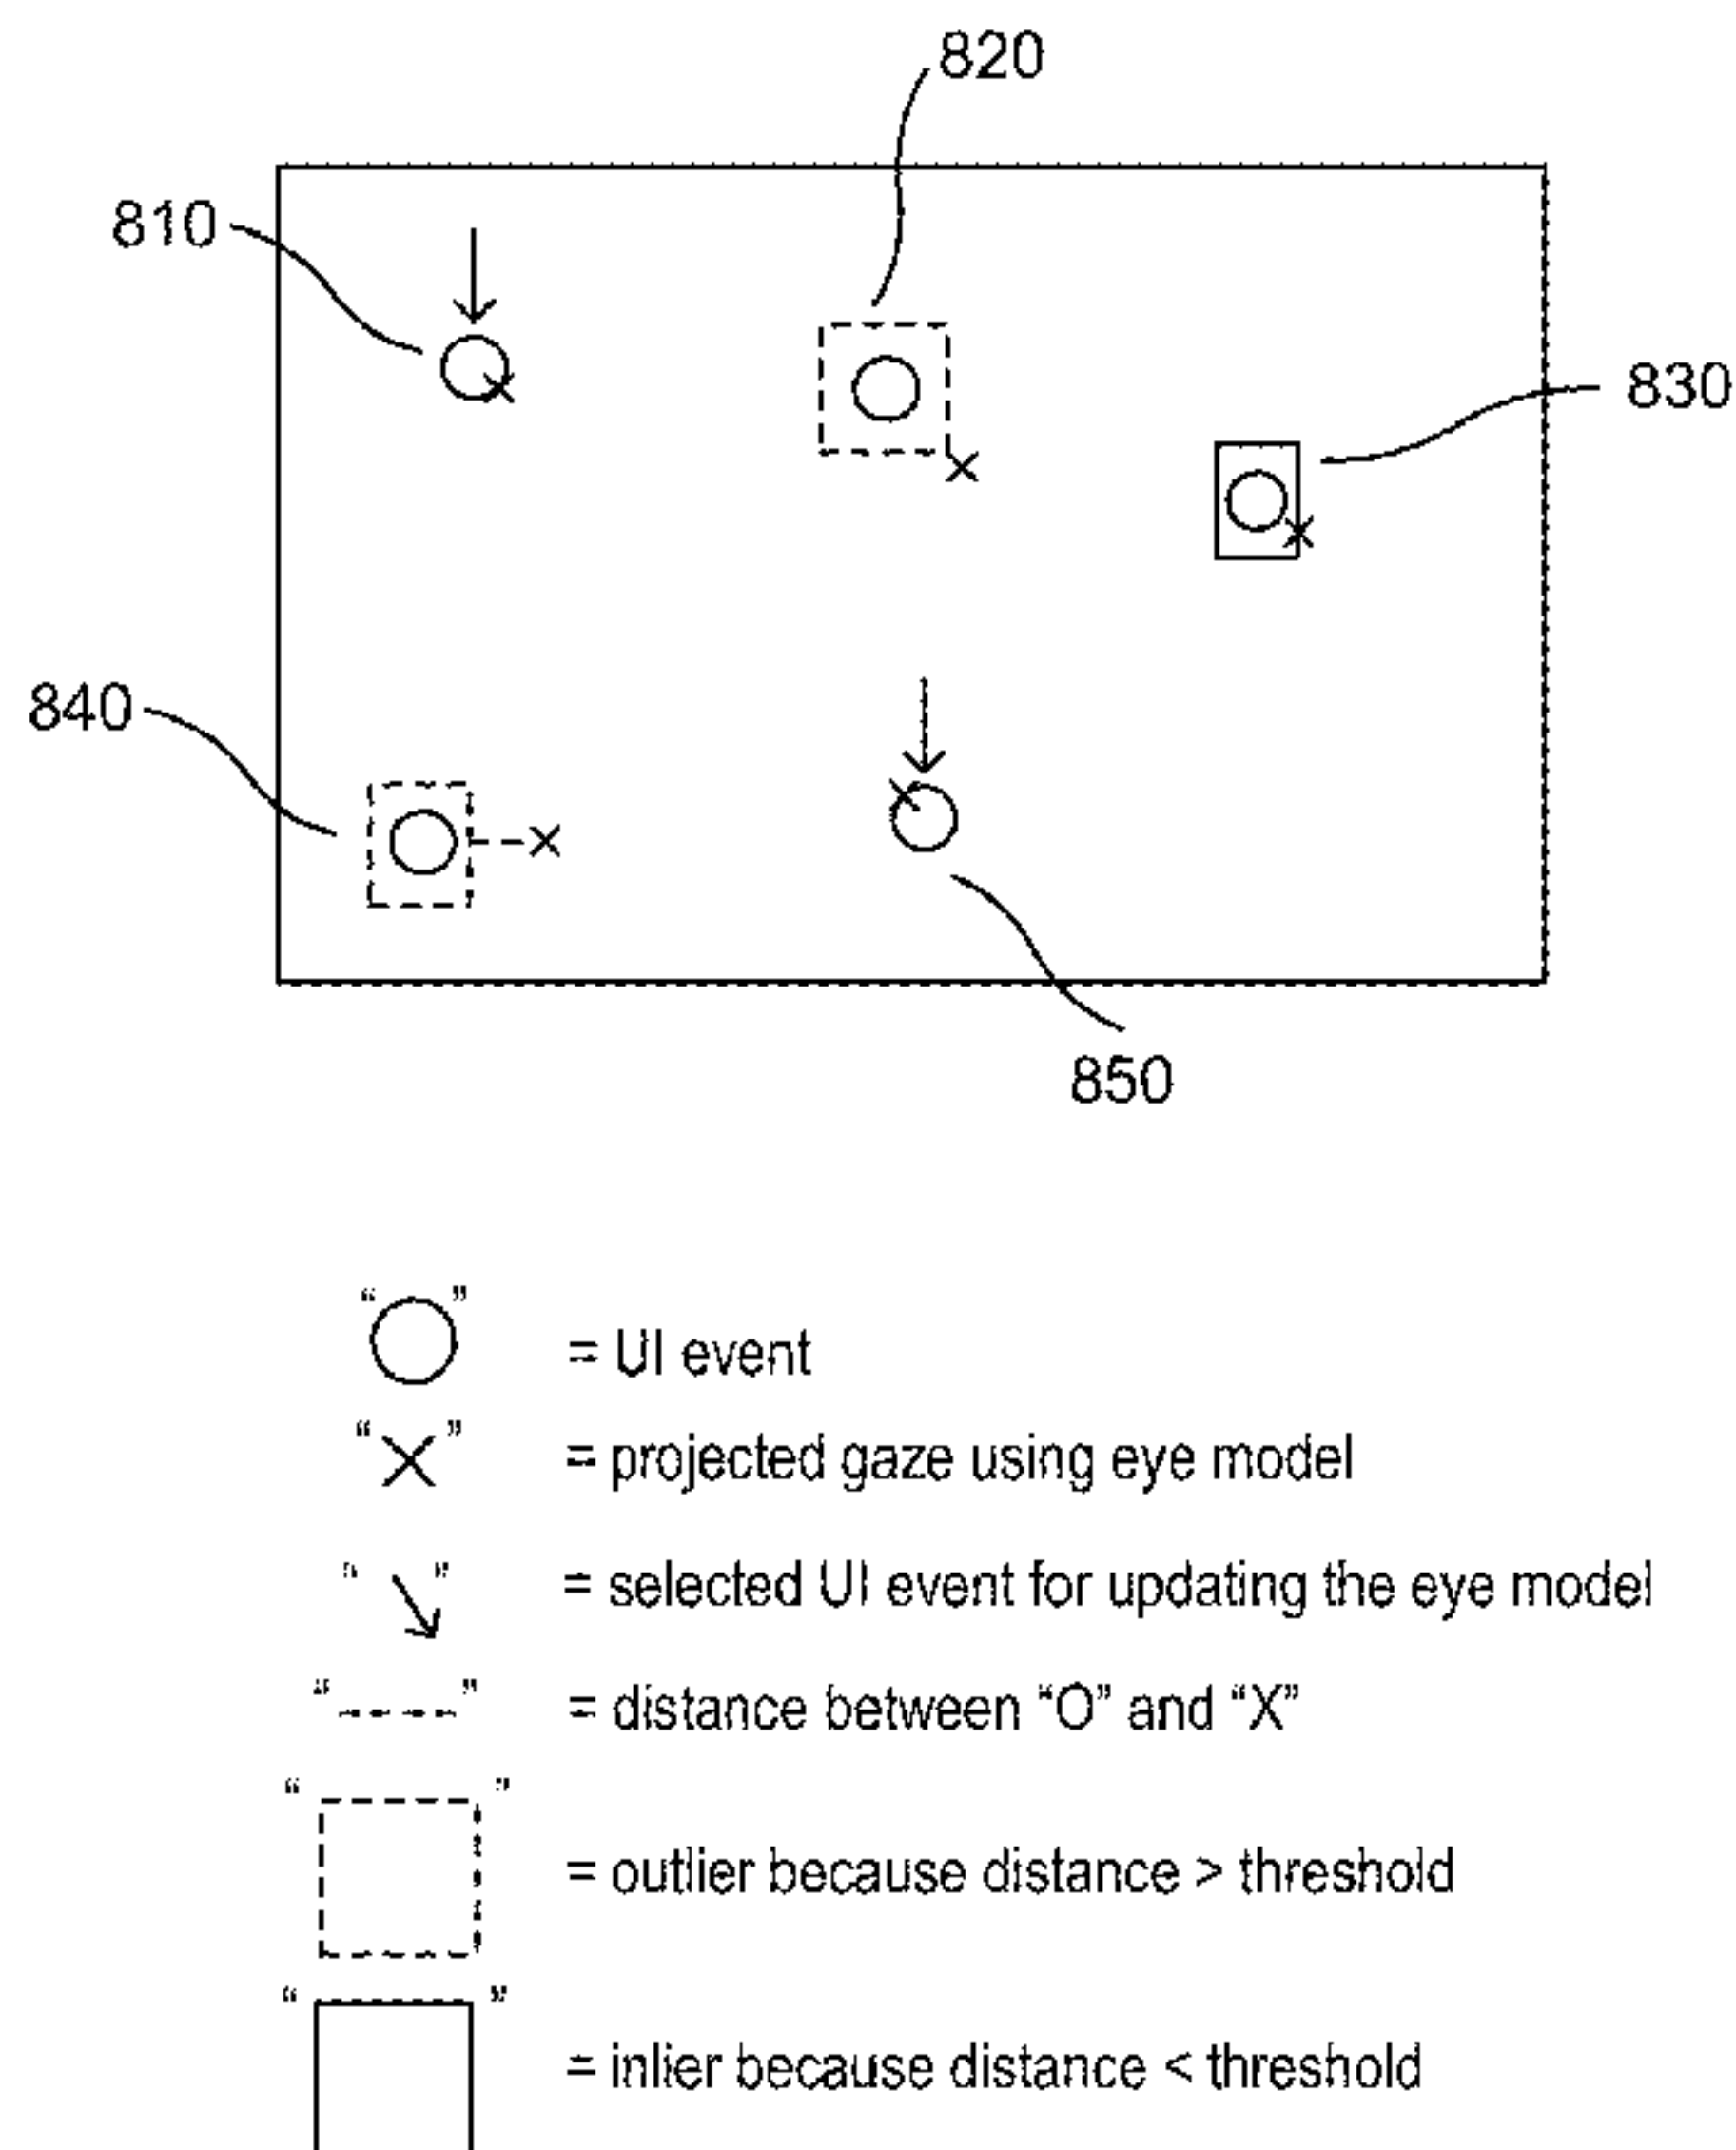 820
810
830
840
850
“ ” = UI event
“ X ” = projected gaze using eye model
“ ” = selected UI event for updating the eye model
“ ----- ” = distance between “O” and “X”
“ ” = outlier because distance > threshold
“ ” = inlier because distance < threshold